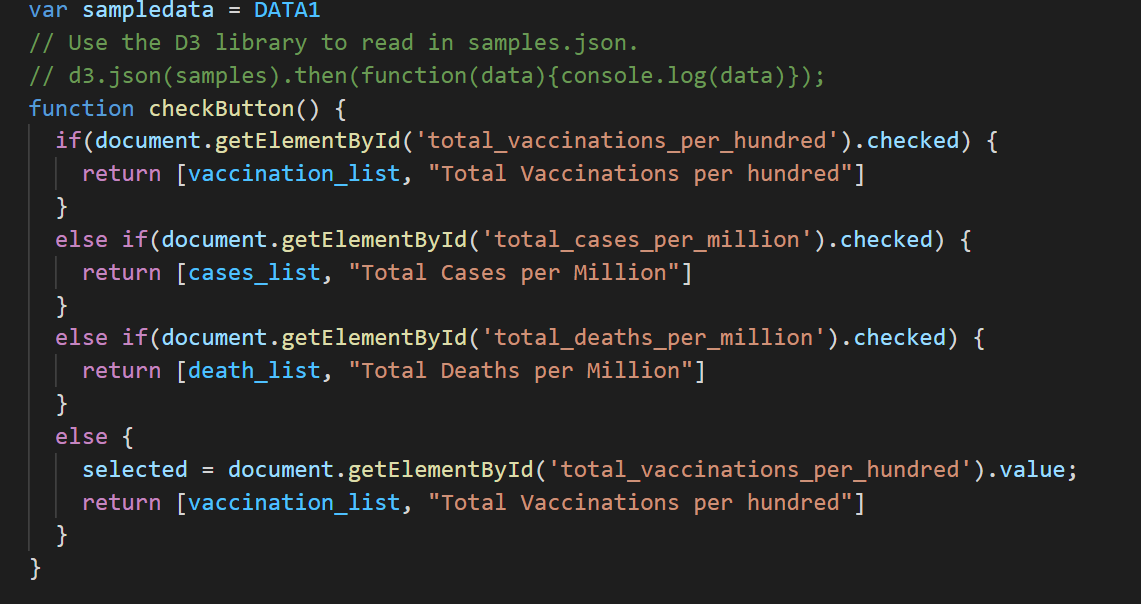 var sampledata = DATA1
// Use the D3 library to read in samples.json.
// d3.json(samples).then(function(data){console.log(data)});
function checkButton() {
  if(document.getElementById('total_vaccinations_per_hundred').checked) {
    return [vaccination_list, "Total Vaccinations per hundred"]
  }
  else if(document.getElementById('total_cases_per_million').checked) {
    return [cases_list, "Total Cases per Million"]
  }
  else if(document.getElementById('total_deaths_per_million').checked) {
    return [death_list, "Total Deaths per Million"]
  }
  else {
    selected = document.getElementById('total_vaccinations_per_hundred').value;
    return [vaccination_list, "Total Vaccinations per hundred"]
  }
}